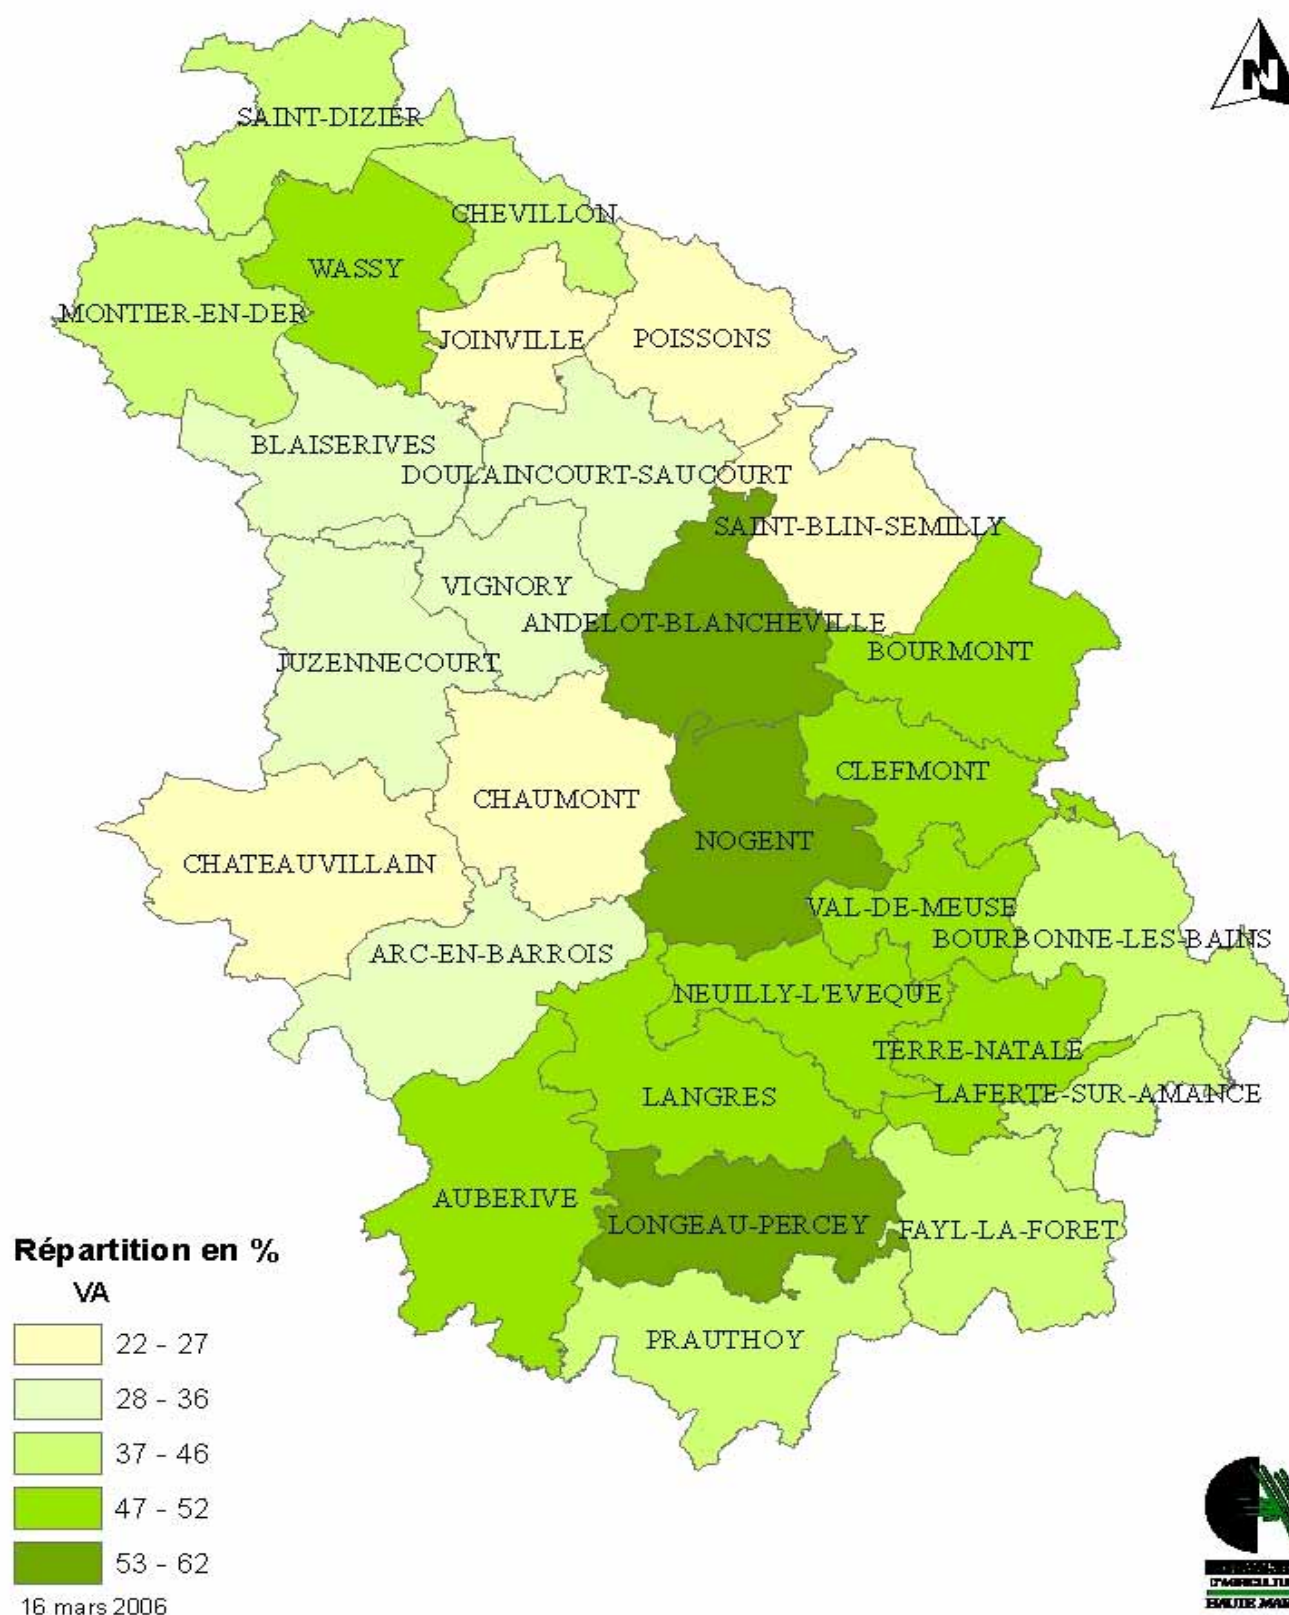 N
SAINT-DIZIER
CHEVILLON
WASSY
MONTIER-EN-DER
JOINVILLE
POISSONS
BLAISERIVES
DOULAINCOURT-SAUCOURT
SAINT-BLIN-SEMILLY
VIGNORY
ANDELOT-BLANCHEVILLE
BOURMONT
JUZENNECOURT
CLEFMONT
CHAUMONT
NOGENT
CHATEAUVILLAIN
VAL-DE-MEUSE
BOURBONNE-LES-BAINS
ARC-EN-BARROIS
NEUILLY-L'EVEQUE
TERRE-NATALE
LANGRES
LAFERTE-SUR-AMANCE
AUBERIVE
LONGEAU-PERCEY
FAYL-LA-FORET
PRAUTHOY
Répartition en %
VA
22 - 27
28 - 36
37 - 46
47 - 52
53 - 62
16 mars 2006